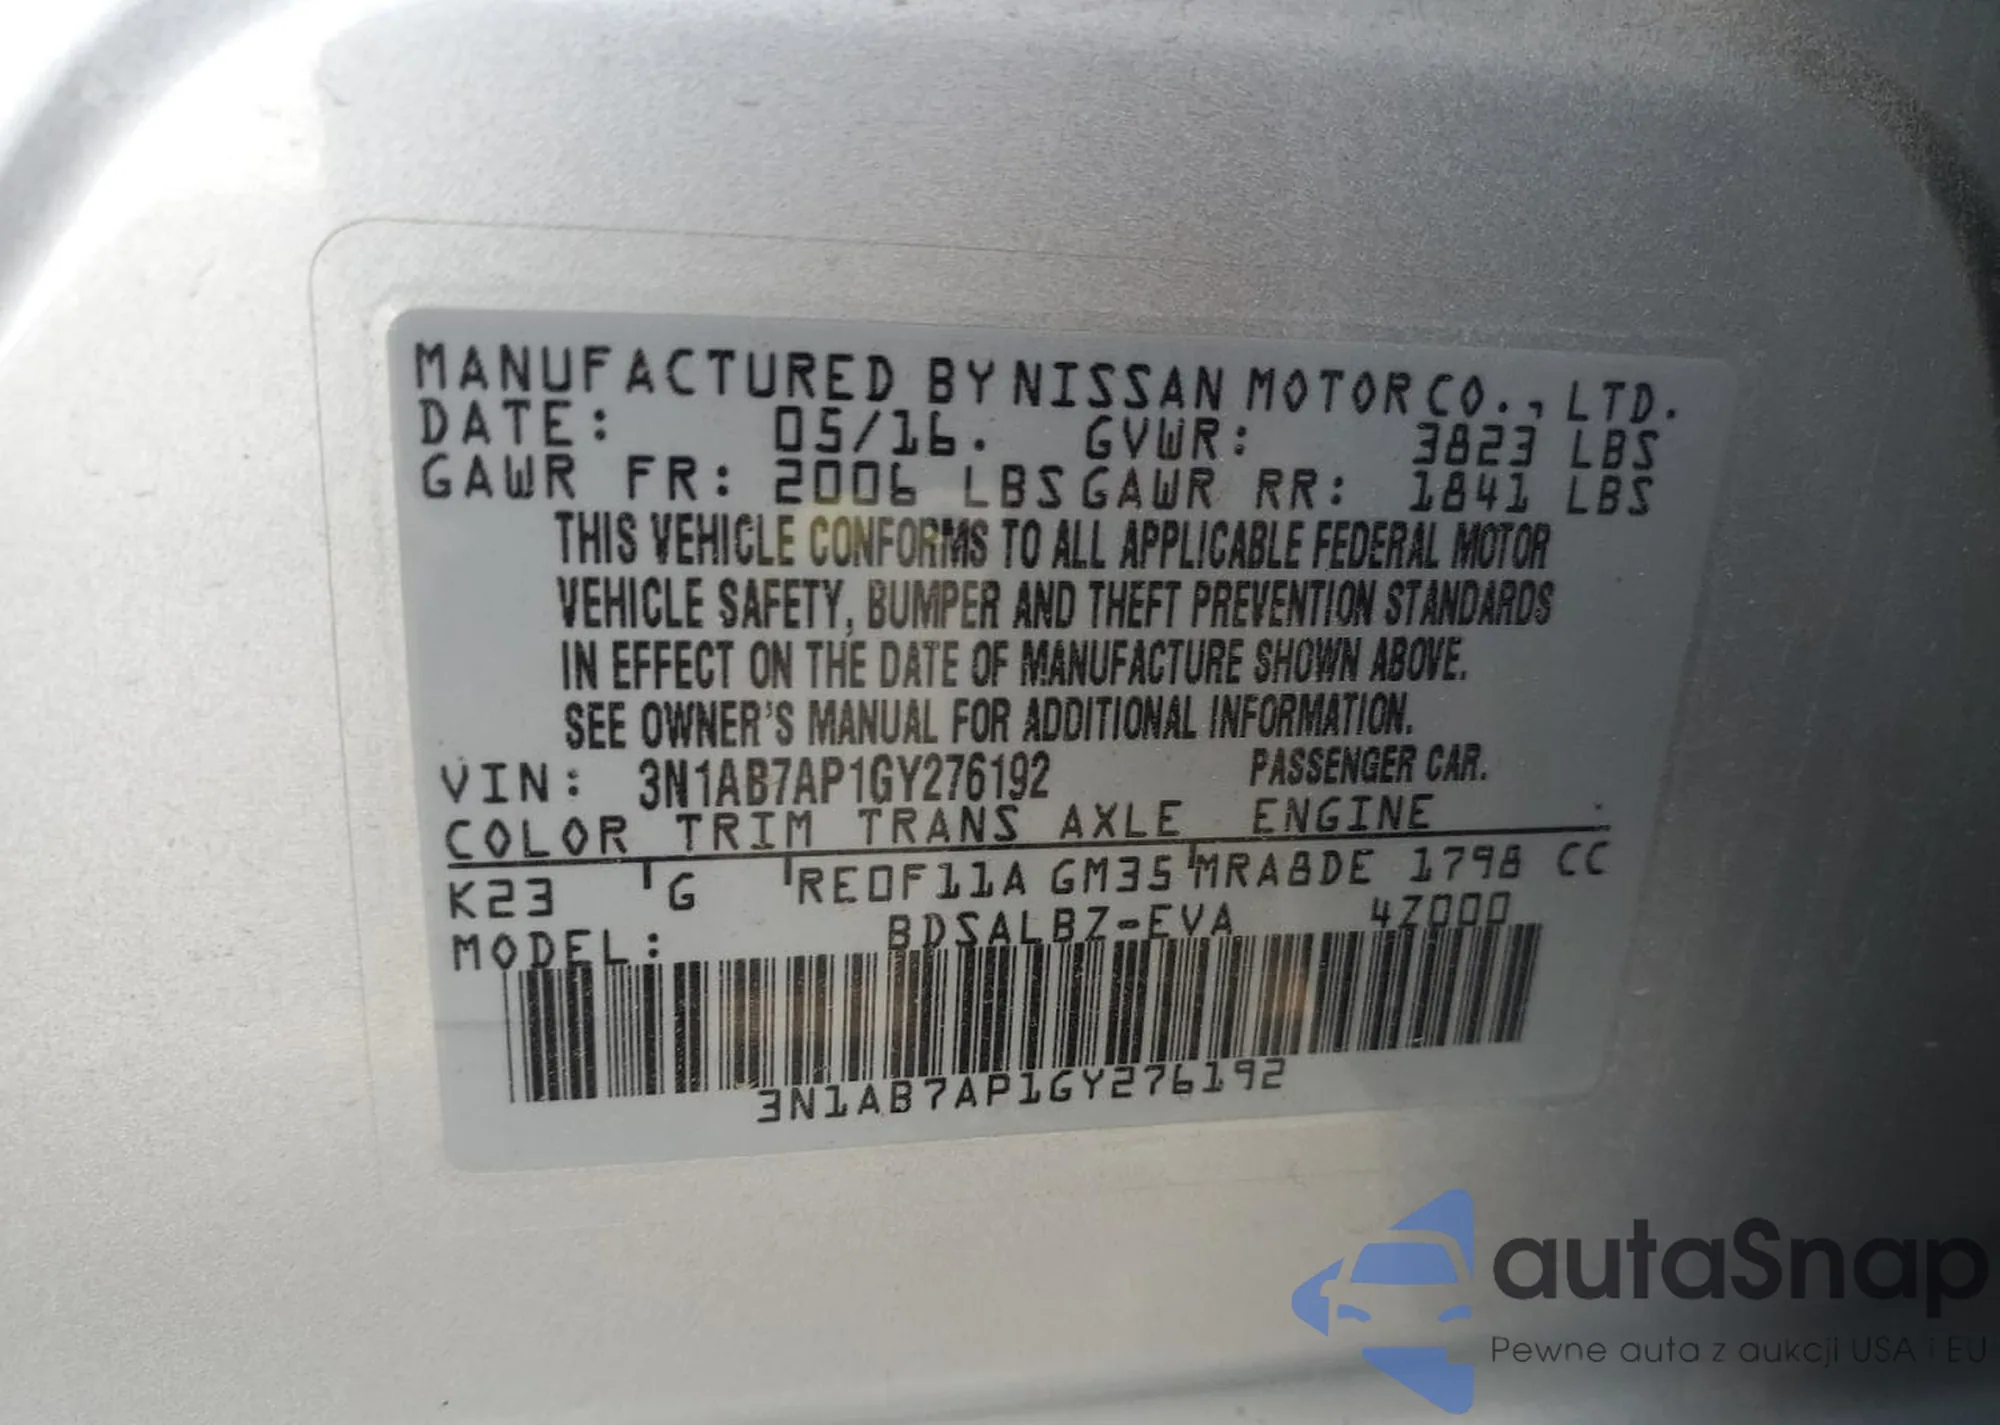 MANUFACTURED BY NISSAN MOTOR CO., LTD.
DATE: 05/16. GVWR: 3823 LBS
GAWR FR: 2006 LBS GAWR RR: 1841 LBS
THIS VEHICLE CONFORMS TO ALL APPLICABLE FEDERAL MOTOR
VEHICLE SAFETY, BUMPER AND THEFT PREVENTION STANDARDS
IN EFFECT ON THE DATE OF MANUFACTURE SHOWN ABOVE.
SEE OWNER'S MANUAL FOR ADDITIONAL INFORMATION.
VIN: 3N1AB7AP1GY276192 PASSENGER CAR.
COLOR TRIM TRANS AXLE ENGINE
K23 G RE0F11A GM35 MRA8DE 1798 CC
MODEL: BDSALBZ-EVA 4Z000
3N1AB7AP1GY276192
autaSnap
Pewne auta z aukcji USA i EU